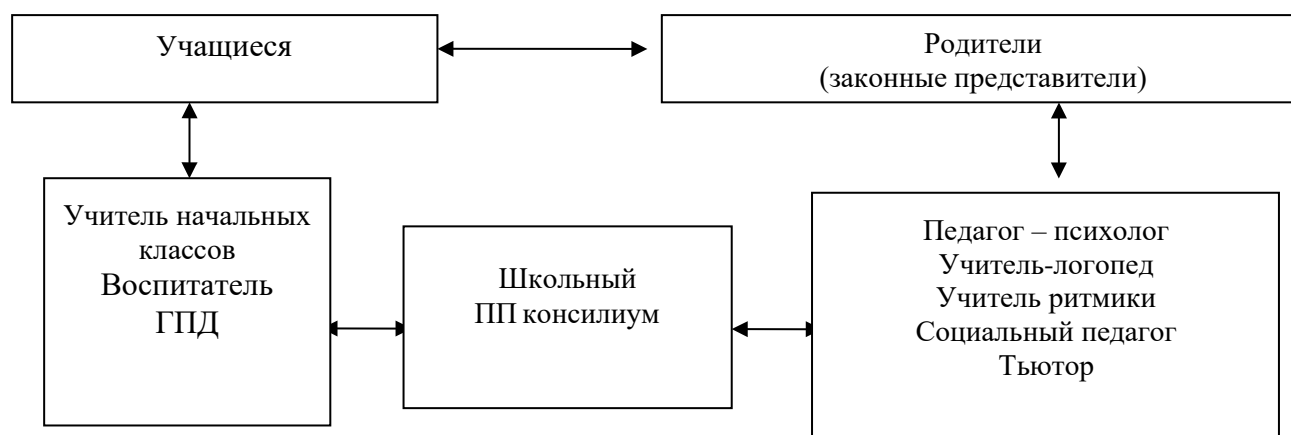 Учащиеся
Родители
(законные представители)
Учитель начальных
классов
Воспитатель
ГПД
Школьный
ПП консилиум
Педагог – психолог
Учитель-логопед
Учитель ритмики
Социальный педагог
Тьютор